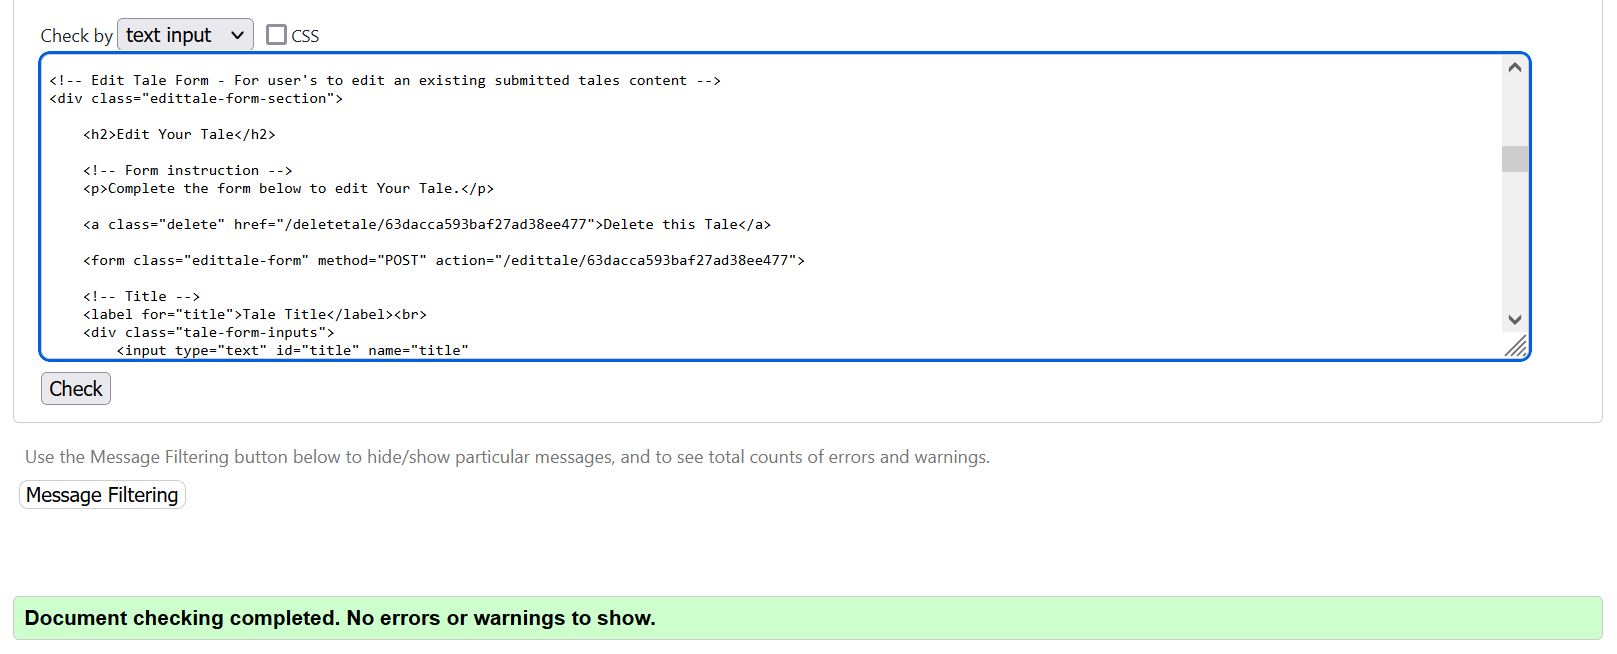 Check by text input CSS
<!-- Edit Tale Form - For user's to edit an existing submitted tales content -->
<div class="edittale-form-section">
<h2>Edit Your Tale</h2>
<!-- Form instruction -->
<p>Complete the form below to edit Your Tale.</p>
<a class="delete" href="/deletetale/63dacca593baf27ad38ee477">Delete this Tale</a>
<form class="edittale-form" method="POST" action="/edittale/63dacca593baf27ad38ee477">
<!-- Title -->
<label for="title">Tale Title</label><br>
<div class="tale-form-inputs">
<input type="text" id="title" name="title"
Check
Use the Message Filtering button below to hide/show particular messages, and to see total counts of errors and warnings.
Message Filtering
Document checking completed. No errors or warnings to show.